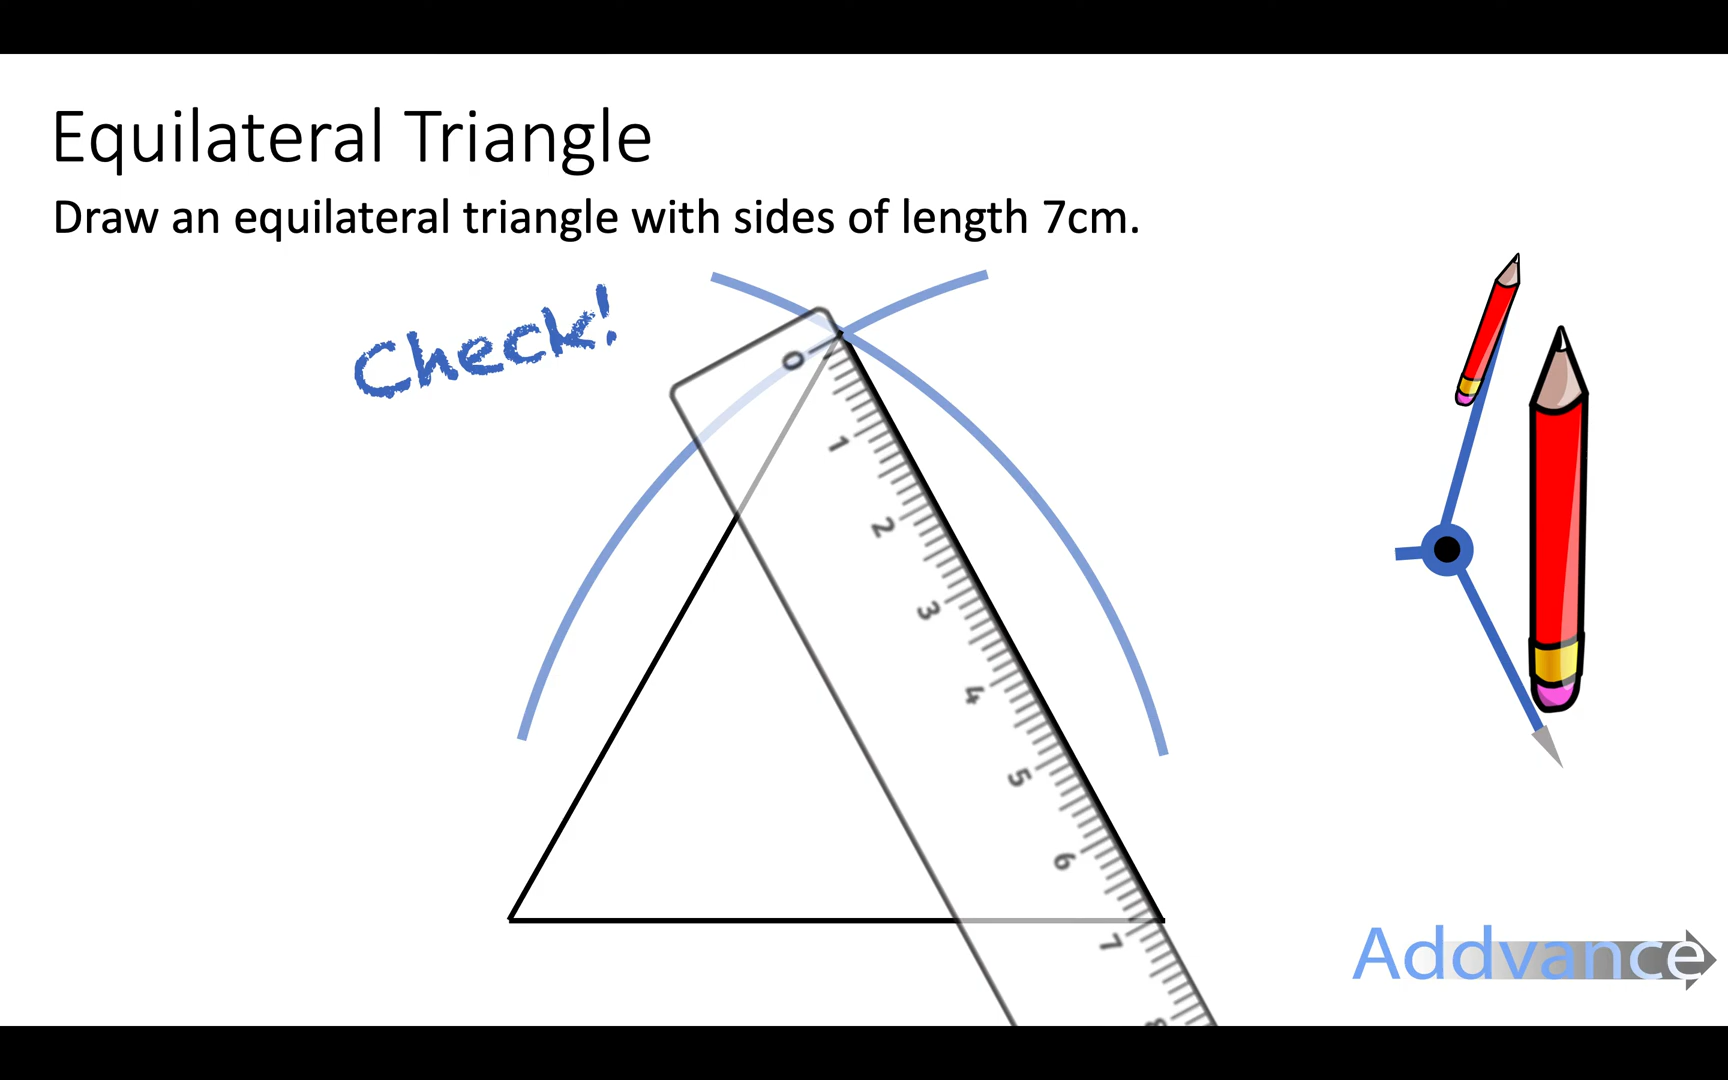 Equilateral Triangle
Draw an equilateral triangle with sides of length 7cm.
Check!
0
1
2
3
4
5
6
7
8
Addvance